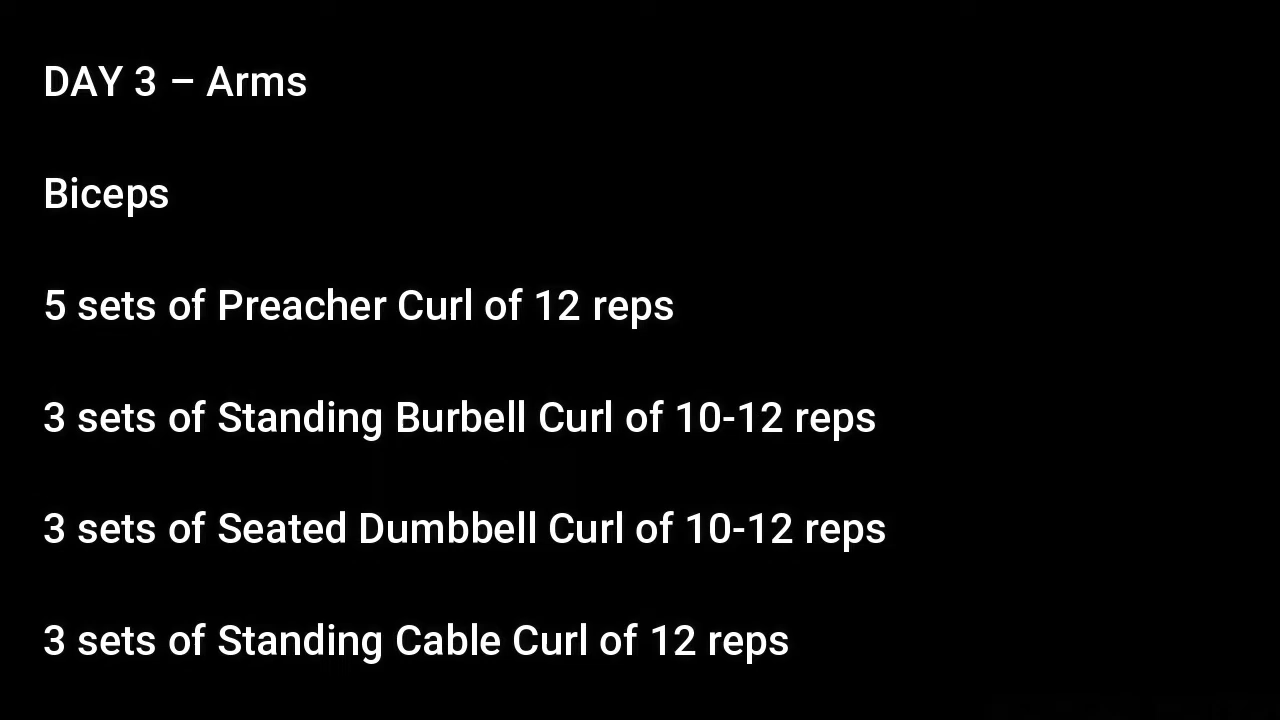 DAY 3 – Arms
Biceps
5 sets of Preacher Curl of 12 reps
3 sets of Standing Burbell Curl of 10-12 reps
3 sets of Seated Dumbbell Curl of 10-12 reps
3 sets of Standing Cable Curl of 12 reps